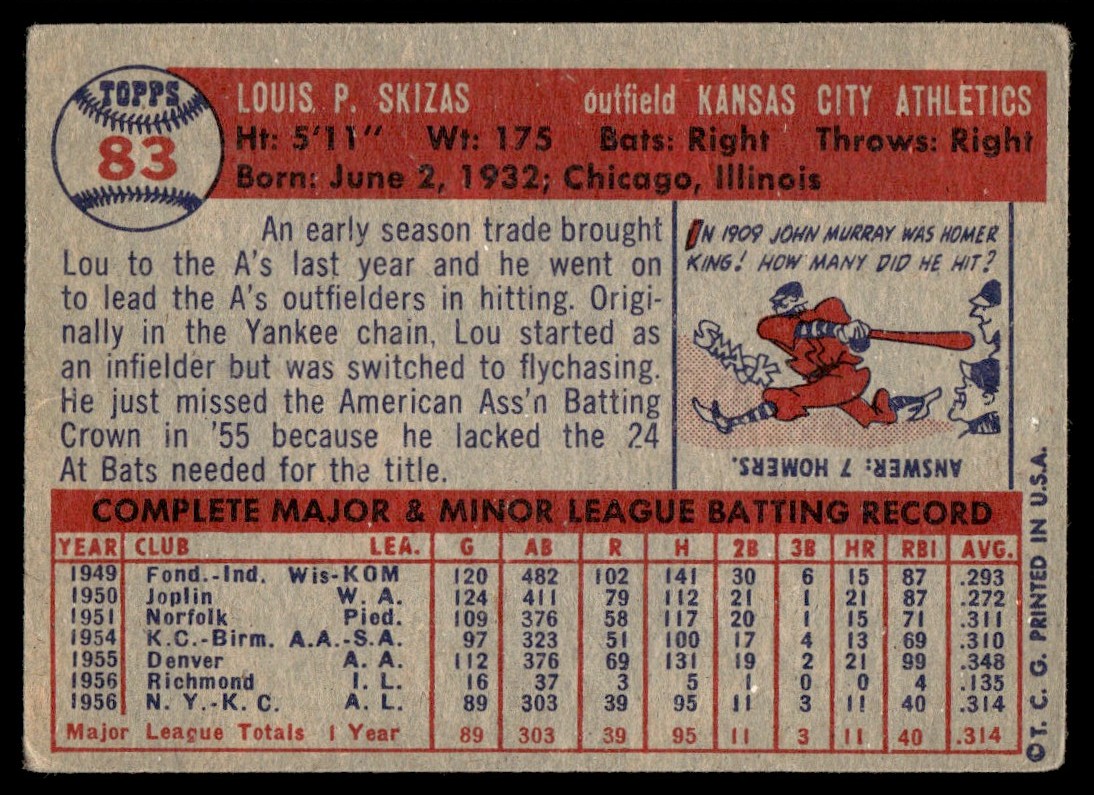 TOPPS
83
LOUIS P. SKIZAS outfield KANSAS CITY ATHLETICS
Ht: 5'11" Wt: 175 Bats: Right Throws: Right
Born: June 2, 1932; Chicago, Illinois
An early season trade brought
Lou to the A's last year and he went on
to lead the A's outfielders in hitting. Origi-
nally in the Yankee chain, Lou started as
an infielder but was switched to flychasing.
He just missed the American Ass'n Batting
Crown in '55 because he lacked the 24
At Bats needed for the title.
IN 1909 JOHN MURRAY WAS HOMER
KING! HOW MANY DID HE HIT?
SMACK
ANSWER: 7 HOMERS.
COMPLETE MAJOR & MINOR LEAGUE BATTING RECORD
YEAR CLUB LEA. G AB R H 2B 3B HR RBI AVG.
1949 Fond.-Ind. Wis-KOM 120 482 102 141 30 6 15 87 .293
1950 Joplin W. A. 124 411 79 112 21 1 21 87 .272
1951 Norfolk Pied. 109 376 58 117 20 1 15 71 .311
1954 K.C.-Birm. A.A.-S.A. 97 323 51 100 17 4 13 69 .310
1955 Denver A. A. 112 376 69 131 19 2 21 99 .348
1956 Richmond I. L. 16 37 3 5 1 0 0 4 .135
1956 N. Y.-K. C. A. L. 89 303 39 95 11 3 11 40 .314
Major League Totals 1 Year 89 303 39 95 11 3 11 40 .314
©T. C. G. PRINTED IN U.S.A.